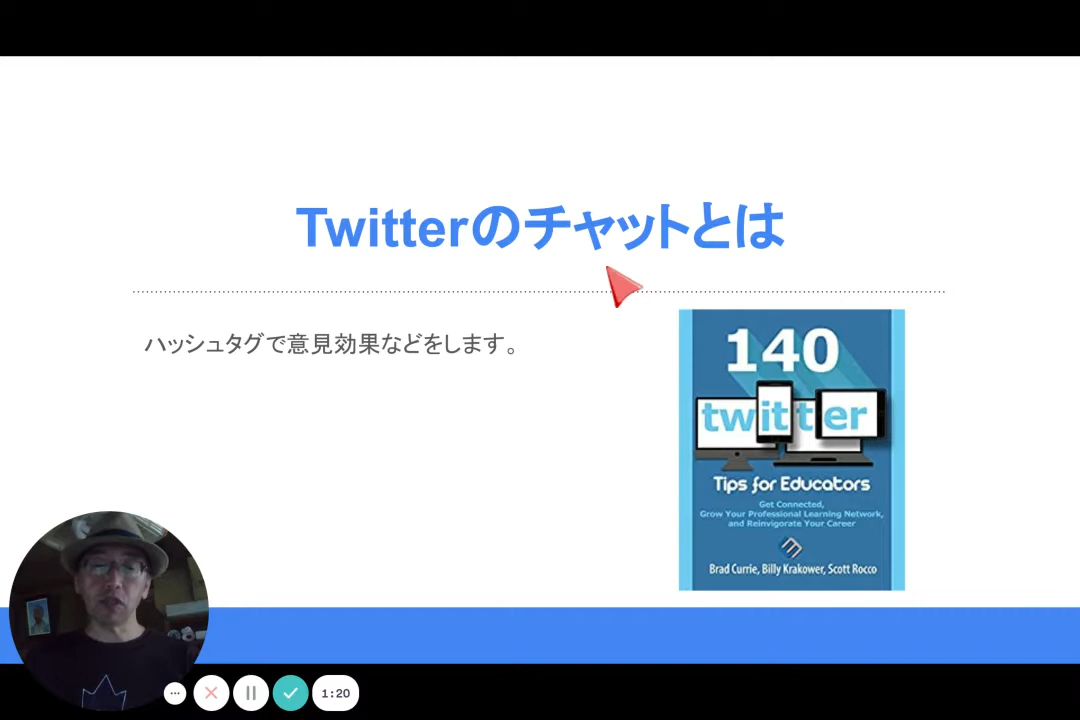 Twitterのチャットとは
ハッシュタグで意見効果などをします。
140
twitter
Tips for Educators
Get Connected,
Grow Your Professional Learning Network,
and Reinvigorate Your Career
Brad Currie, Billy Krakower, Scott Rocco
1:20